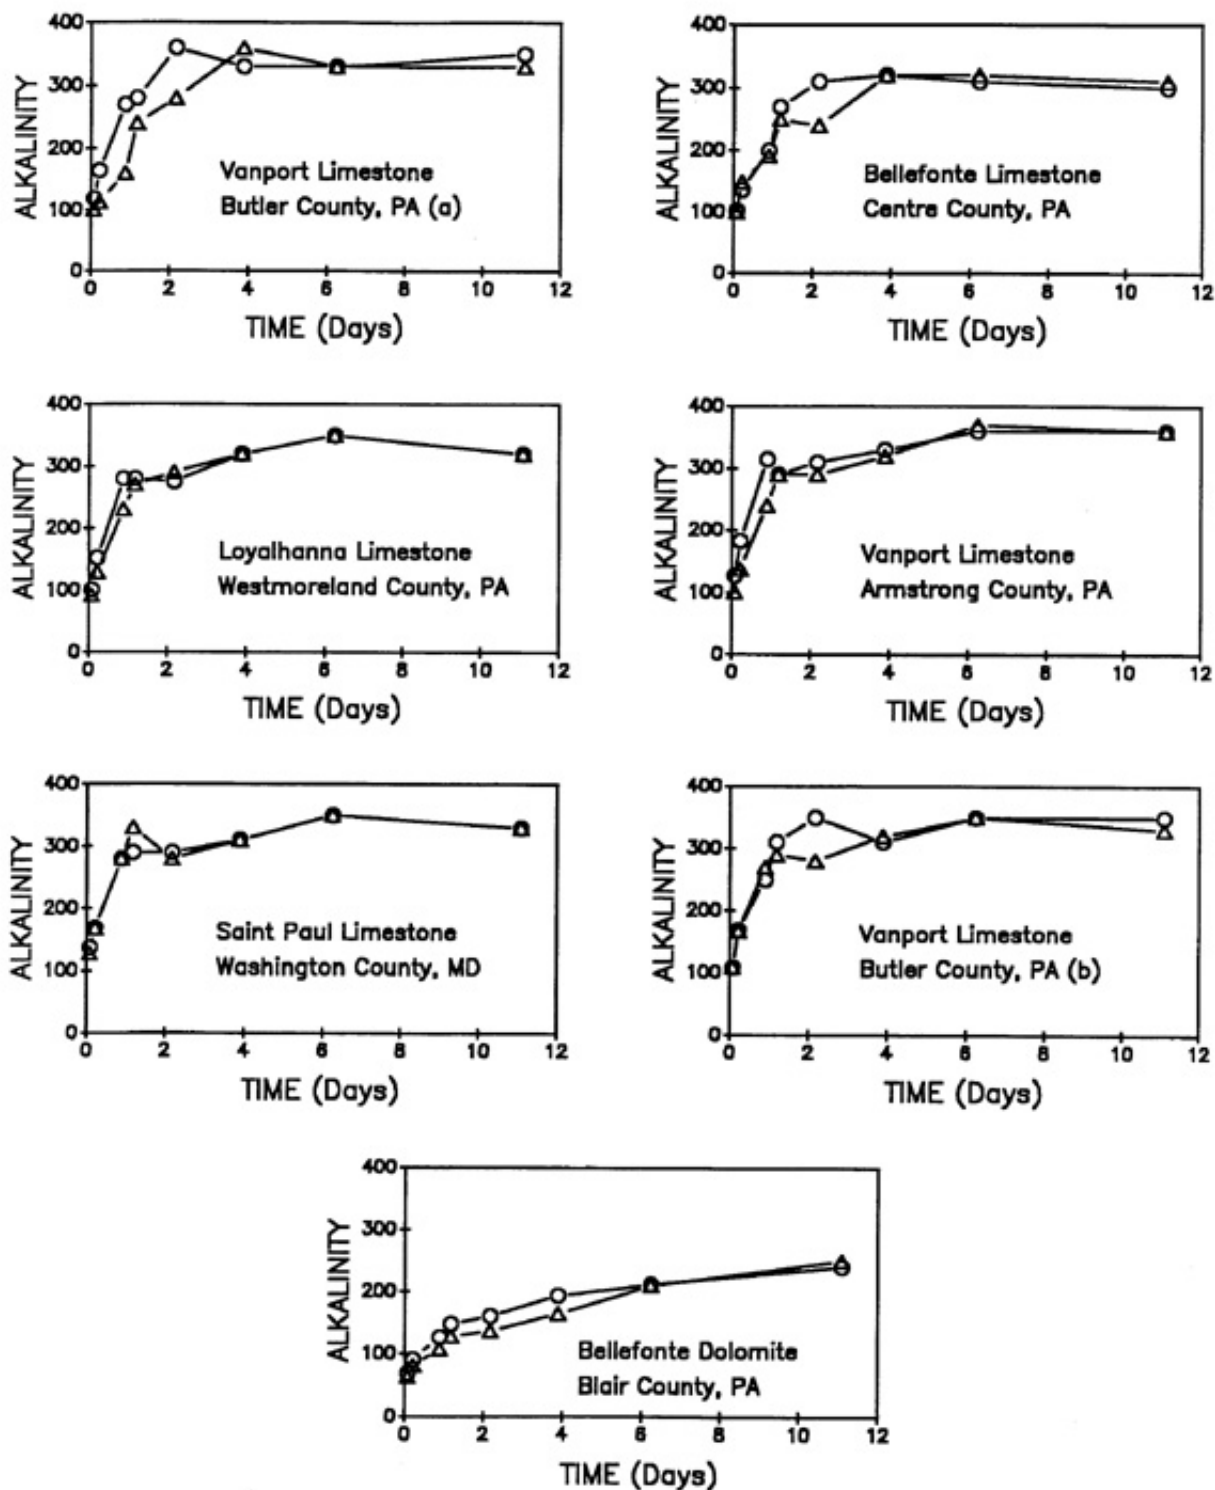 400
300
200
100
0
ALKALINITY
Vanport Limestone
Butler County, PA (a)
0 2 4 6 8 10 12
TIME (Days)
400
300
200
100
0
ALKALINITY
Bellefonte Limestone
Centre County, PA
0 2 4 6 8 10 12
TIME (Days)
400
300
200
100
0
ALKALINITY
Loyalhanna Limestone
Westmoreland County, PA
0 2 4 6 8 10 12
TIME (Days)
400
300
200
100
0
ALKALINITY
Vanport Limestone
Armstrong County, PA
0 2 4 6 8 10 12
TIME (Days)
400
300
200
100
0
ALKALINITY
Saint Paul Limestone
Washington County, MD
0 2 4 6 8 10 12
TIME (Days)
400
300
200
100
0
ALKALINITY
Vanport Limestone
Butler County, PA (b)
0 2 4 6 8 10 12
TIME (Days)
400
300
200
100
0
ALKALINITY
Bellefonte Dolomite
Blair County, PA
0 2 4 6 8 10 12
TIME (Days)